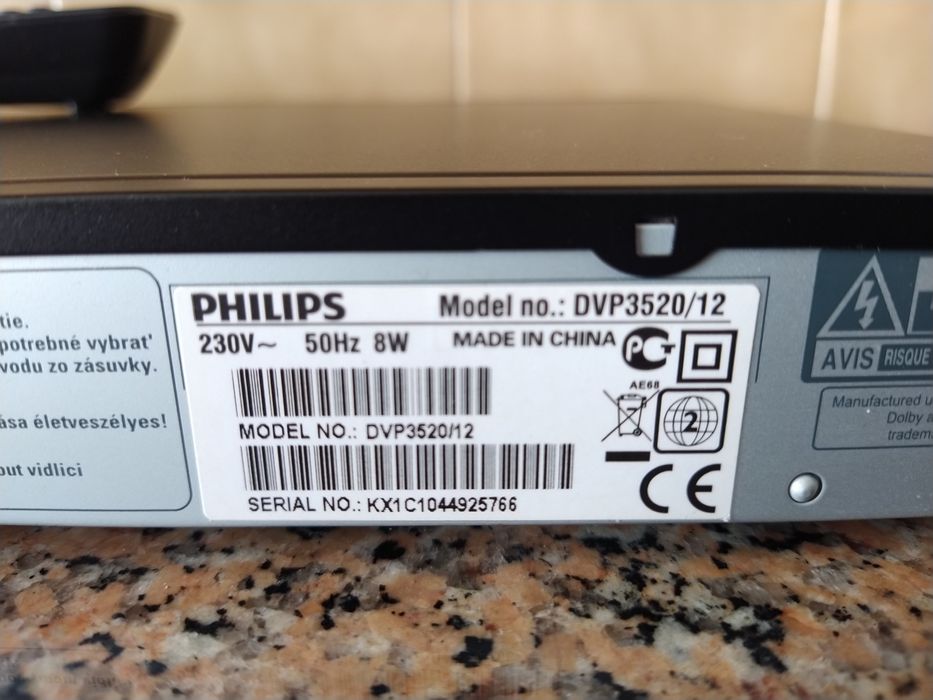 tie.
potrebné vybrat'
vodu zo zásuvky.
ása életveszélyes!
out vidlici
PHILIPS Model no.: DVP3520/12
230V~ 50Hz 8W MADE IN CHINA
AE68
MODEL NO.: DVP3520/12
2
SERIAL NO.: KX1C1044925766
CE
AVIS RISQUE
Manufactured u
Dolby a
tradem